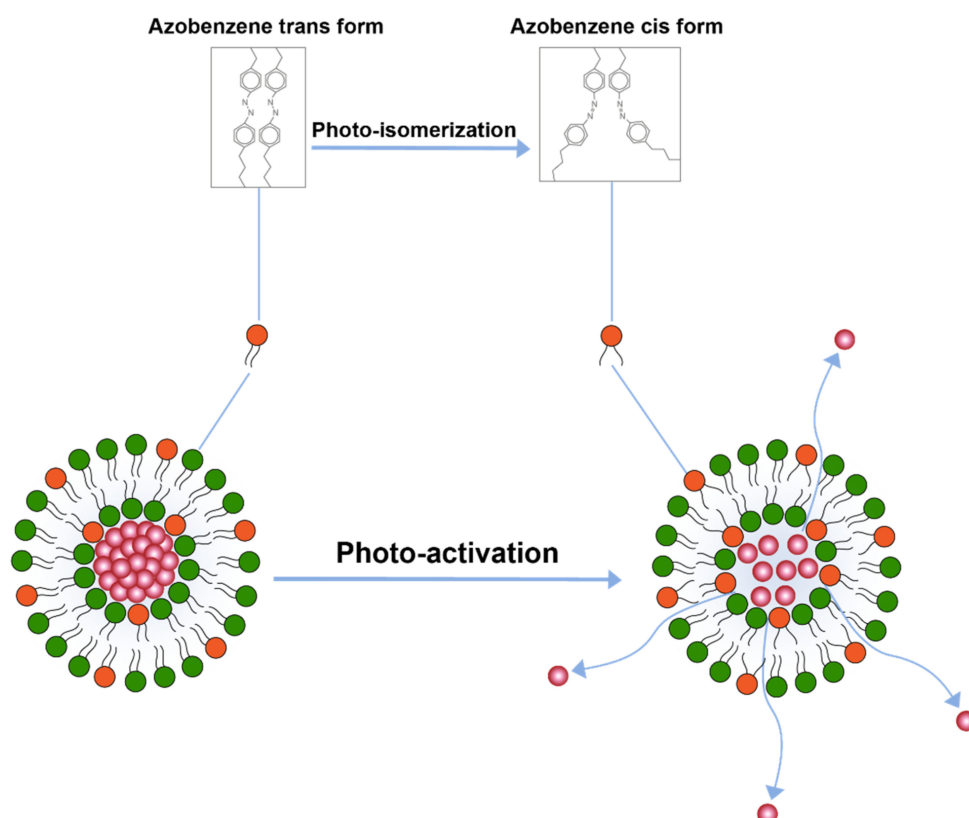 Azobenzene trans form
Azobenzene cis form
N
N
N
N
Photo-isomerization
N
N
N
N
Photo-activation